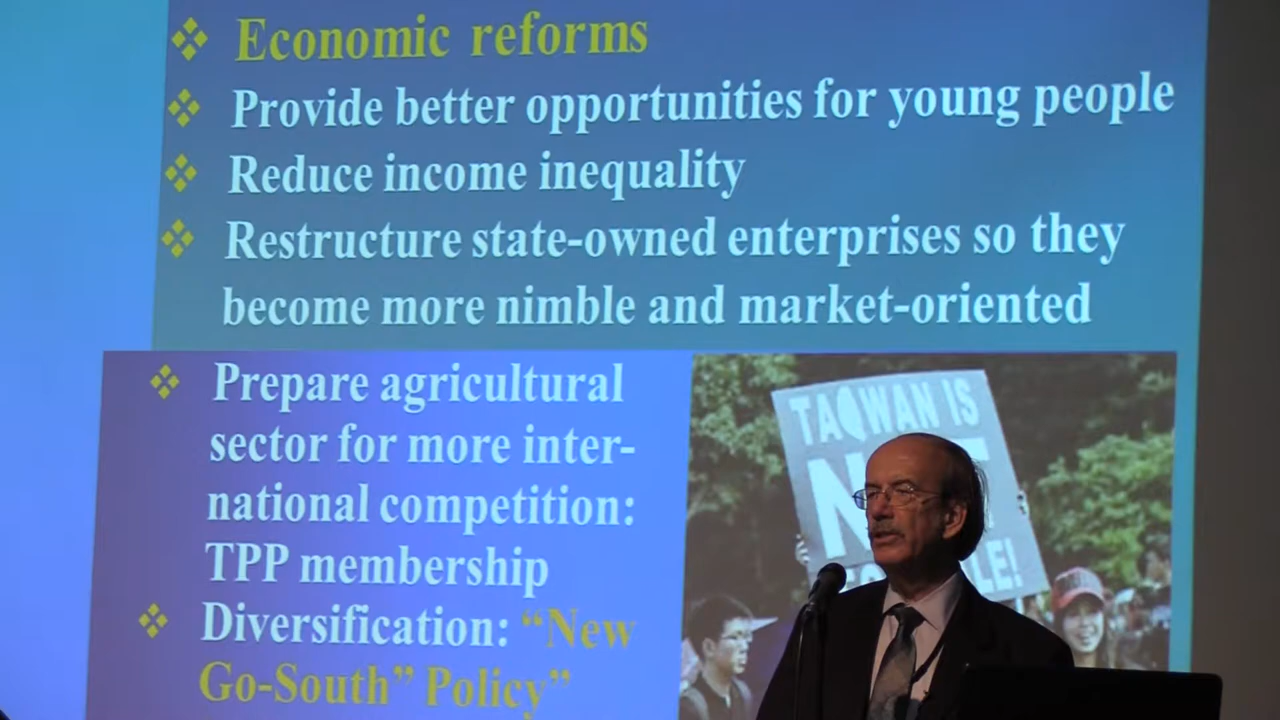 Economic reforms
Provide better opportunities for young people
Reduce income inequality
Restructure state-owned enterprises so they
become more nimble and market-oriented
Prepare agricultural
sector for more inter-
national competition:
TPP membership
Diversification: “New
Go-South” Policy”
TAIWAN IS